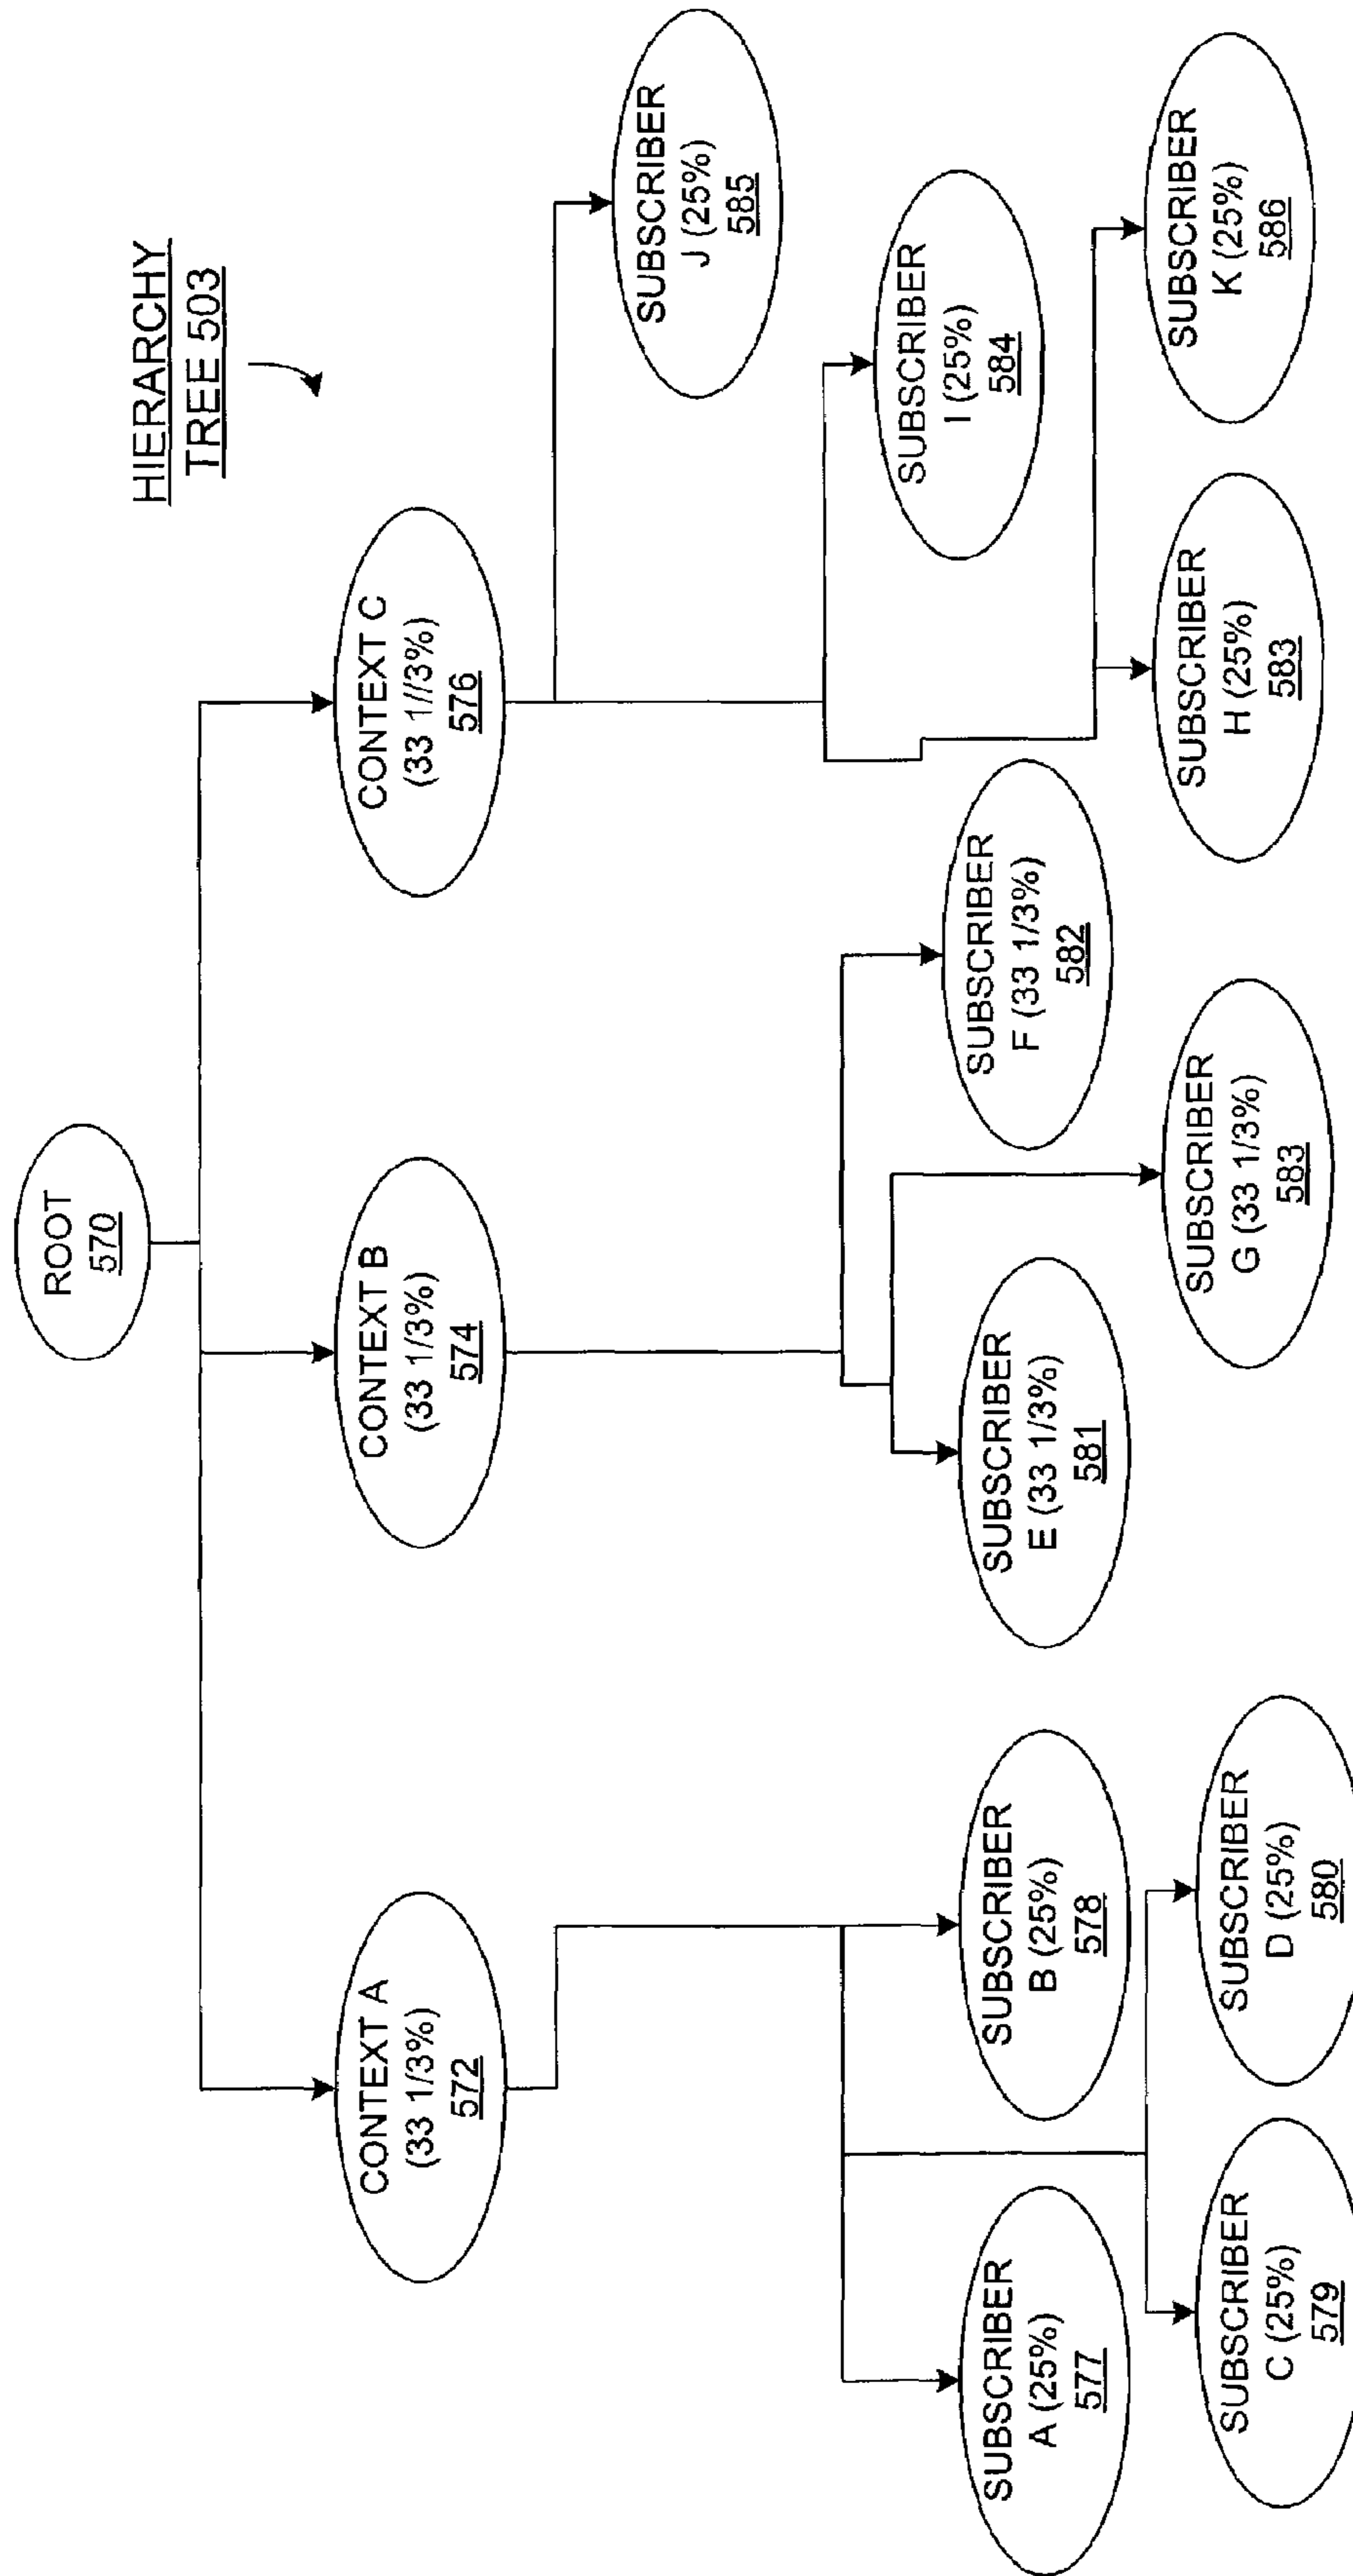 HIERARCHY
TREE 503
ROOT
570
CONTEXT A
(33 1/3%)
572
CONTEXT B
(33 1/3%)
574
CONTEXT C
(33 1//3%)
576
SUBSCRIBER
J (25%)
585
SUBSCRIBER
I (25%)
584
SUBSCRIBER
A (25%)
577
SUBSCRIBER
B (25%)
578
SUBSCRIBER
E (33 1/3%)
581
SUBSCRIBER
F (33 1/3%)
582
SUBSCRIBER
C (25%)
579
SUBSCRIBER
D (25%)
580
SUBSCRIBER
G (33 1/3%)
583
SUBSCRIBER
H (25%)
583
SUBSCRIBER
K (25%)
586